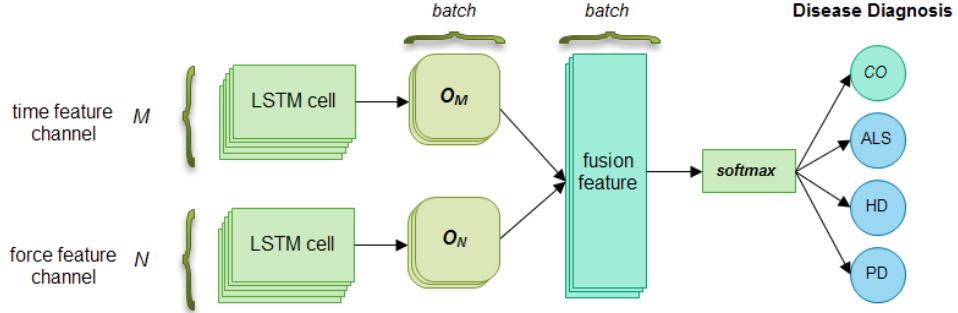 batch
batch
Disease Diagnosis
time feature
channel
M
LSTM cell
O_M
force feature
channel
N
LSTM cell
O_N
fusion
feature
softmax
CO
ALS
HD
PD